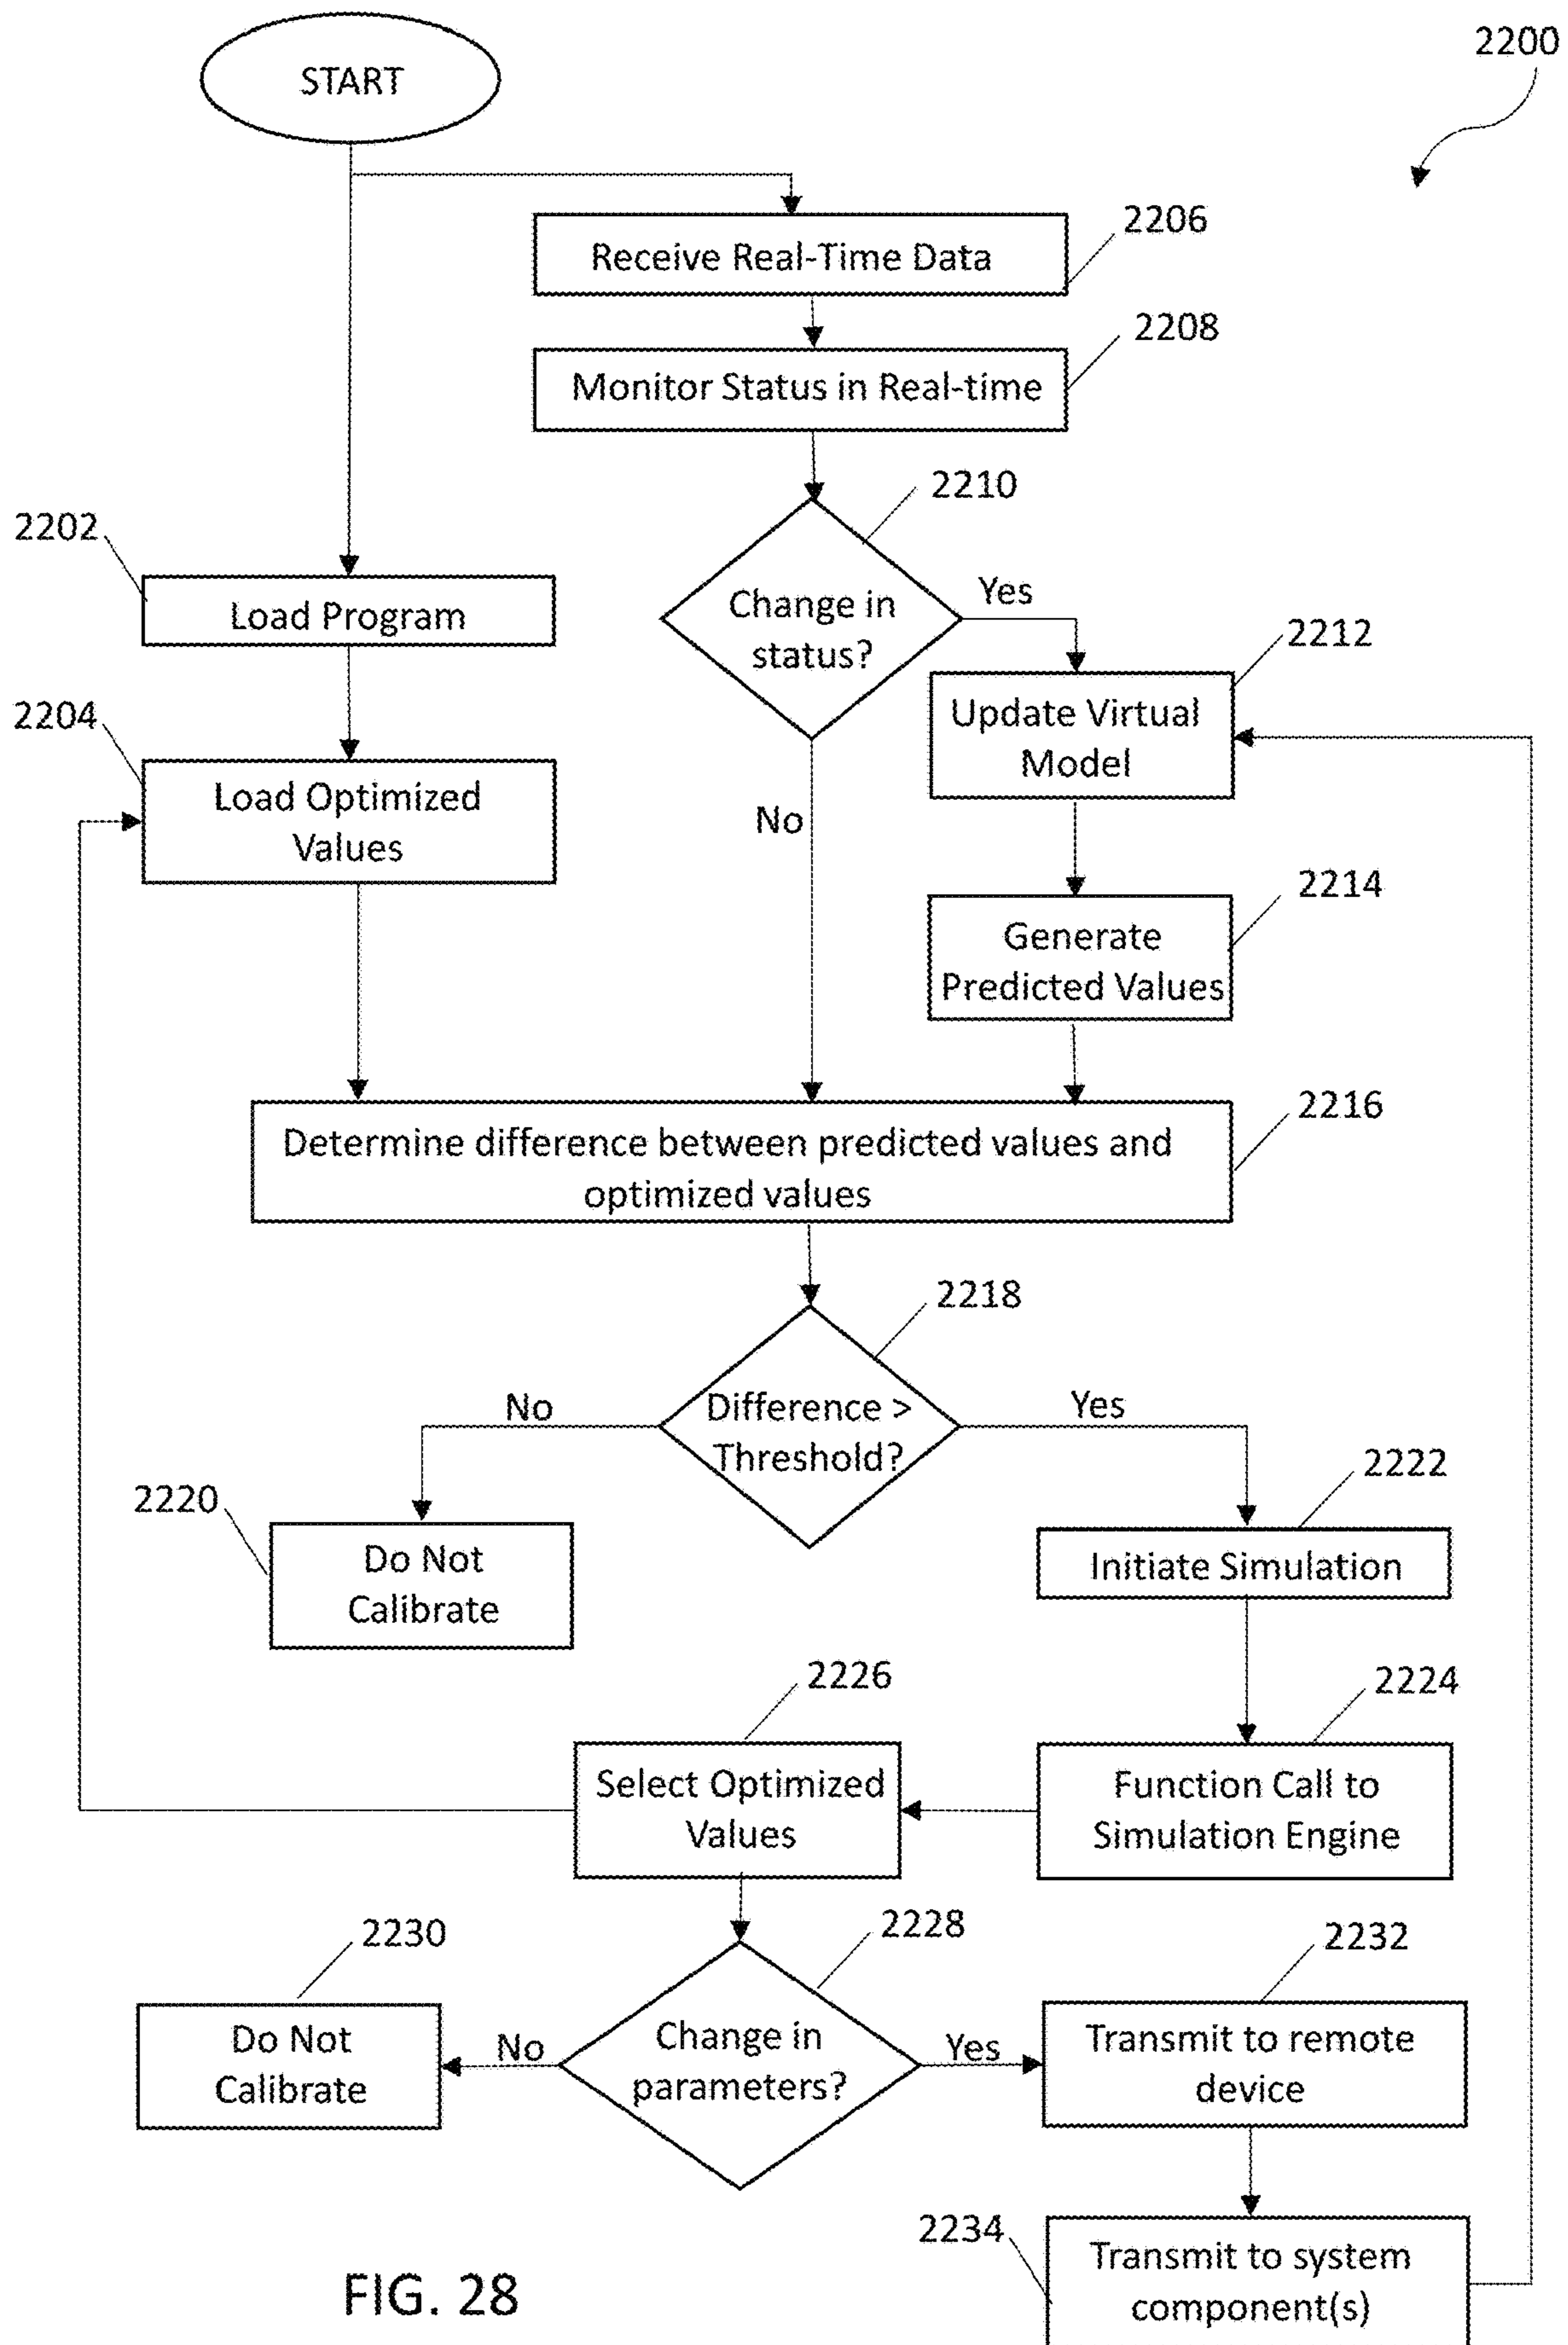 2200
START
2206
Receive Real-Time Data
2208
Monitor Status in Real-time
2210
Change in
status?
Yes
No
2202
Load Program
2204
Load Optimized
Values
2212
Update Virtual
Model
2214
Generate
Predicted Values
2216
Determine difference between predicted values and
optimized values
2218
Difference >
Threshold?
No
Yes
2220
Do Not
Calibrate
2222
Initiate Simulation
2224
Function Call to
Simulation Engine
2226
Select Optimized
Values
2228
Change in
parameters?
No
Yes
2230
Do Not
Calibrate
2232
Transmit to remote
device
2234
Transmit to system
component(s)
FIG. 28